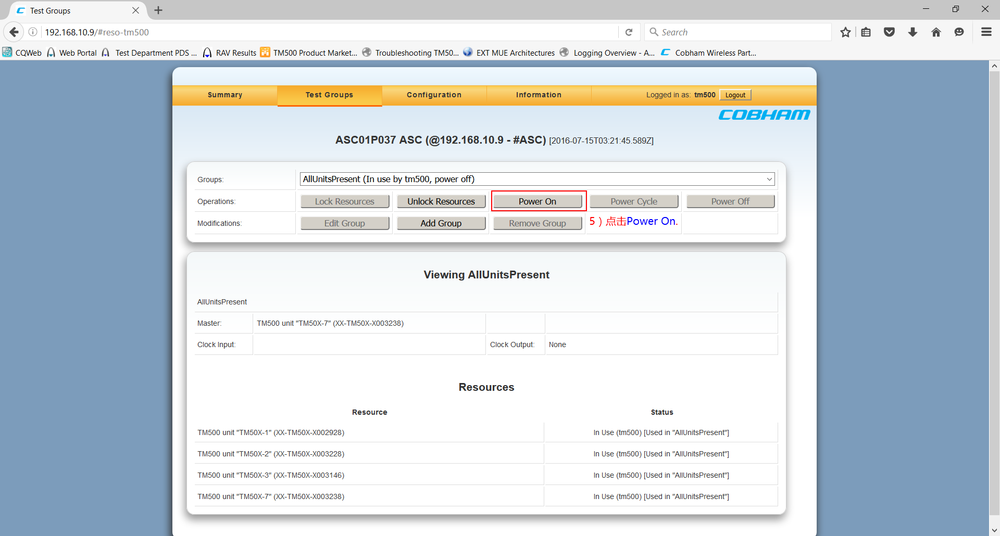 Test Groups
192.168.10.9/#reso-tm500
Search
CQWeb Web Portal Test Department PDS ... RAV Results TM500 Product Market... Troubleshooting TM50... EXT MUE Architectures Logging Overview - A... Cobham Wireless Part...
Summary Test Groups Configuration Information Logged in as: tm500 Logout
COBHAM
ASC01P037 ASC (@192.168.10.9 - #ASC) [2016-07-15T03:21:45.589Z]
Groups: AllUnitsPresent (In use by tm500, power off)
Operations: Lock Resources Unlock Resources Power On Power Cycle Power Off
Modifications: Edit Group Add Group Remove Group 5）点击Power On.
Viewing AllUnitsPresent
AllUnitsPresent
Master: TM500 unit "TM50X-7" (XX-TM50X-X003238)
Clock Input: Clock Output: None
Resources
Resource Status
TM500 unit "TM50X-1" (XX-TM50X-X002928) In Use (tm500) [Used in "AllUnitsPresent"]
TM500 unit "TM50X-2" (XX-TM50X-X003228) In Use (tm500) [Used in "AllUnitsPresent"]
TM500 unit "TM50X-3" (XX-TM50X-X003146) In Use (tm500) [Used in "AllUnitsPresent"]
TM500 unit "TM50X-7" (XX-TM50X-X003238) In Use (tm500) [Used in "AllUnitsPresent"]